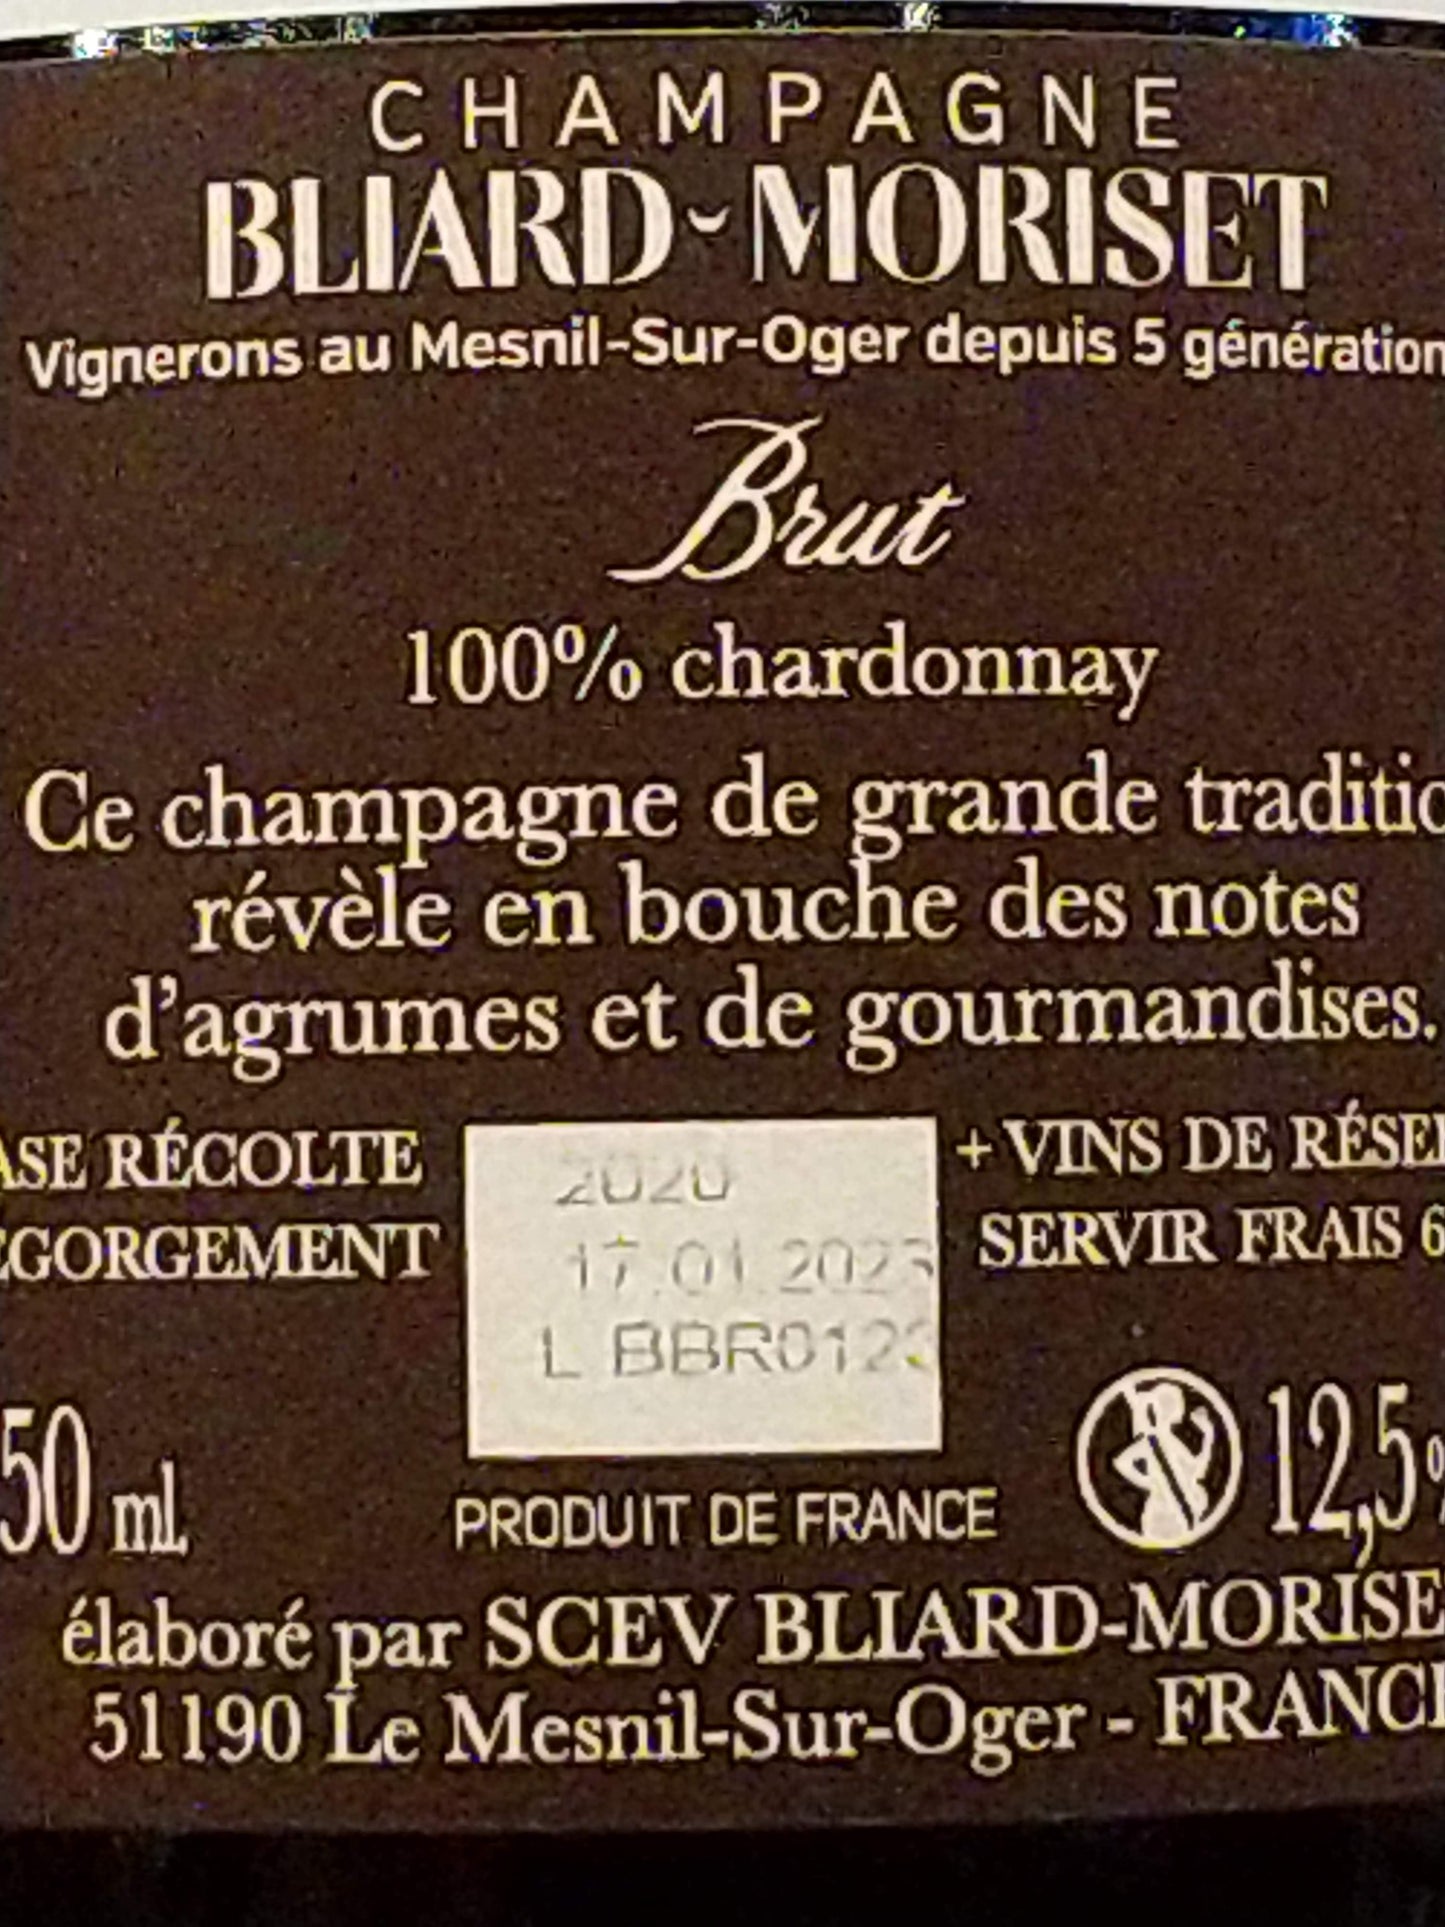 CHAMPAGNE
BLIARD-MORISET
Vignerons au Mesnil-Sur-Oger depuis 5 génération
Brut
100% chardonnay
Ce champagne de grande traditio
révèle en bouche des notes
d'agrumes et de gourmandises.
ASE RÉCOLTE 2020 + VINS DE RÉSE
ÉGORGEMENT 17.01.2023 SERVIR FRAIS 6
L BBR0123
50 ml PRODUIT DE FRANCE 12,5%
élaboré par SCEV BLIARD-MORISE
51190 Le Mesnil-Sur-Oger - FRANC